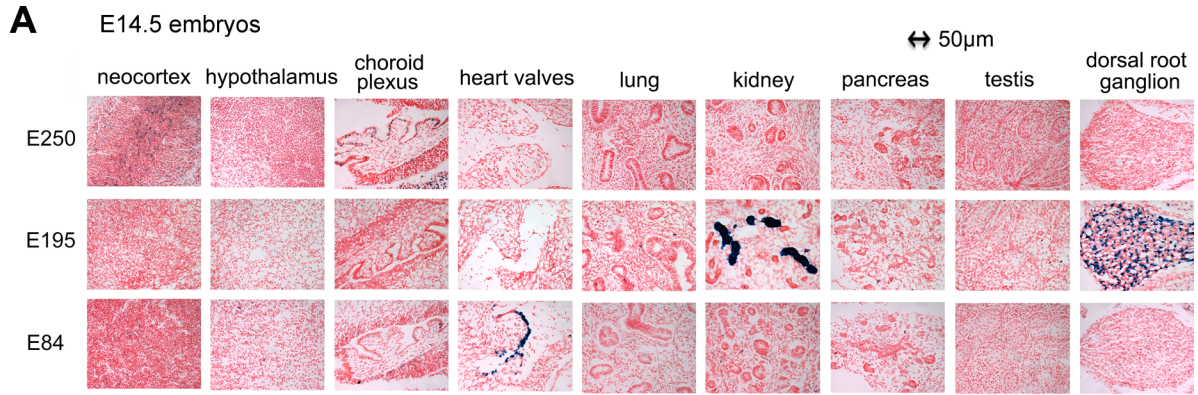 A
E14.5 embryos
↔ 50µm
neocortex
hypothalamus
choroid
plexus
heart valves
lung
kidney
pancreas
testis
dorsal root
ganglion
E250
E195
E84